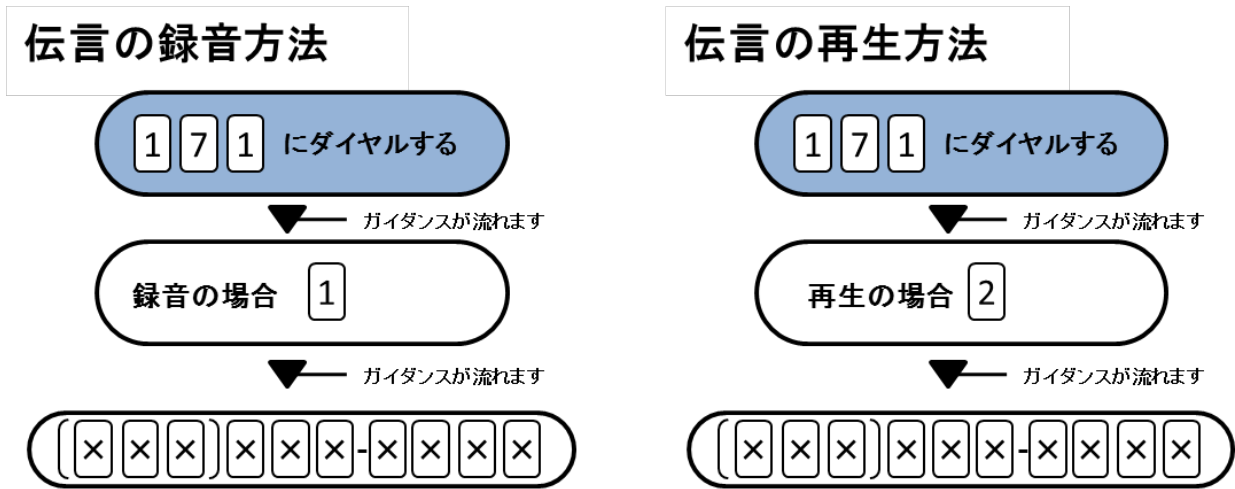 伝言の録音方法
171にダイヤルする
ガイダンスが流れます
録音の場合 1
ガイダンスが流れます
(×××)×××-××××
伝言の再生方法
171にダイヤルする
ガイダンスが流れます
再生の場合 2
ガイダンスが流れます
(×××)×××-××××